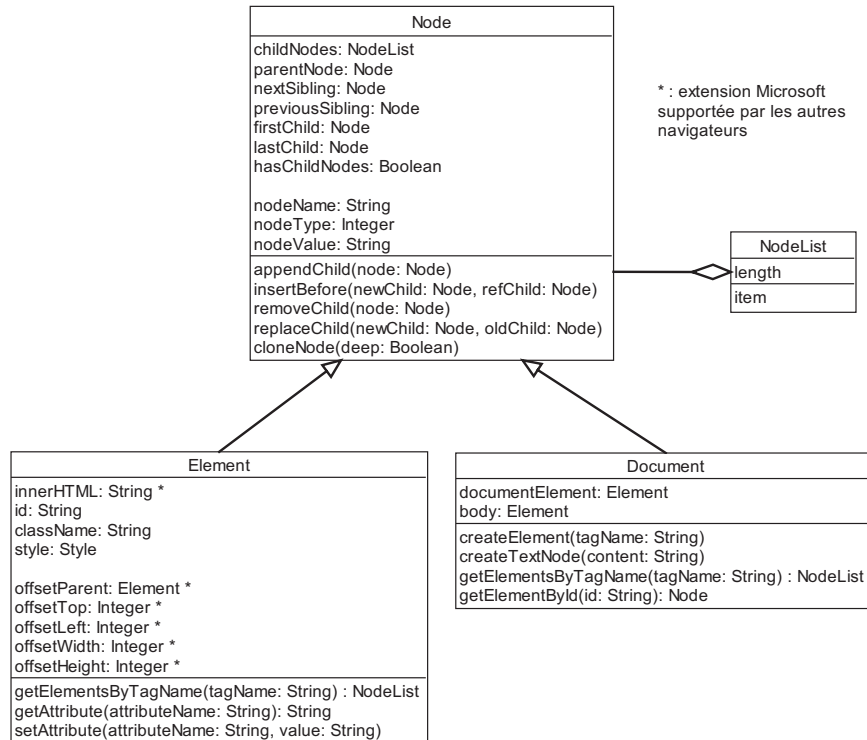 Node
childNodes: NodeList
parentNode: Node
nextSibling: Node
previousSibling: Node
firstChild: Node
lastChild: Node
hasChildNodes: Boolean
nodeName: String
nodeType: Integer
nodeValue: String
appendChild(node: Node)
insertBefore(newChild: Node, refChild: Node)
removeChild(node: Node)
replaceChild(newChild: Node, oldChild: Node)
cloneNode(deep: Boolean)
* : extension Microsoft
supportée par les autres
navigateurs
NodeList
length
item
Element
innerHTML: String *
id: String
className: String
style: Style
offsetParent: Element *
offsetTop: Integer *
offsetLeft: Integer *
offsetWidth: Integer *
offsetHeight: Integer *
getElementsByTagName(tagName: String) : NodeList
getAttribute(attributeName: String): String
setAttribute(attributeName: String, value: String)
Document
documentElement: Element
body: Element
createElement(tagName: String)
createTextNode(content: String)
getElementsByTagName(tagName: String) : NodeList
getElementById(id: String): Node